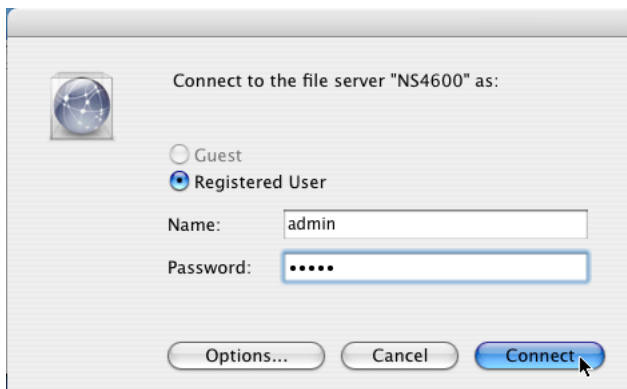 Connect to the file server "NS4600" as:
Guest
Registered User
Name: admin
Password: •••••
Options... Cancel Connect